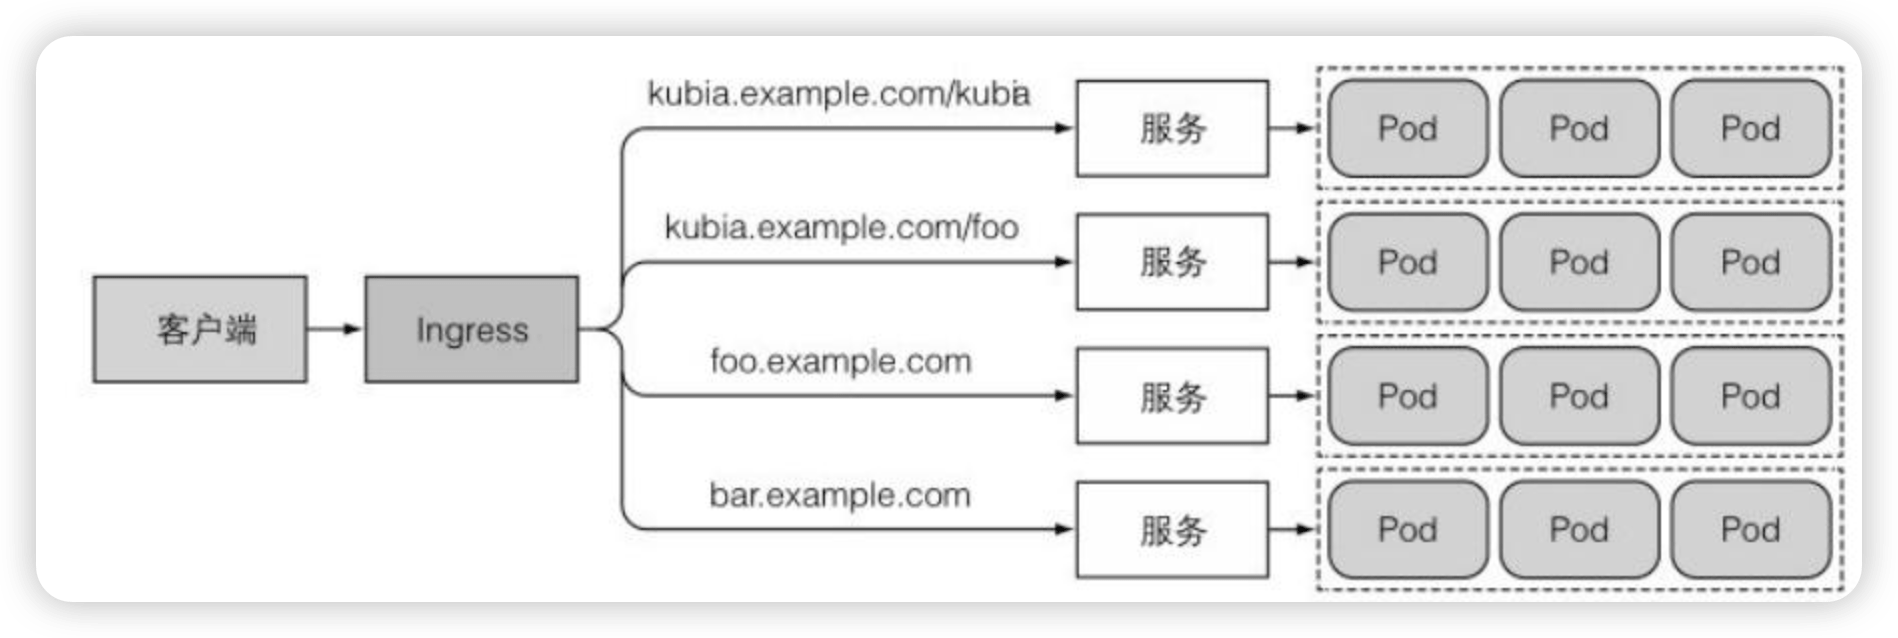 kubia.example.com/kubia
服务
Pod Pod Pod
kubia.example.com/foo
服务
Pod Pod Pod
客户端
Ingress
foo.example.com
服务
Pod Pod Pod
bar.example.com
服务
Pod Pod Pod